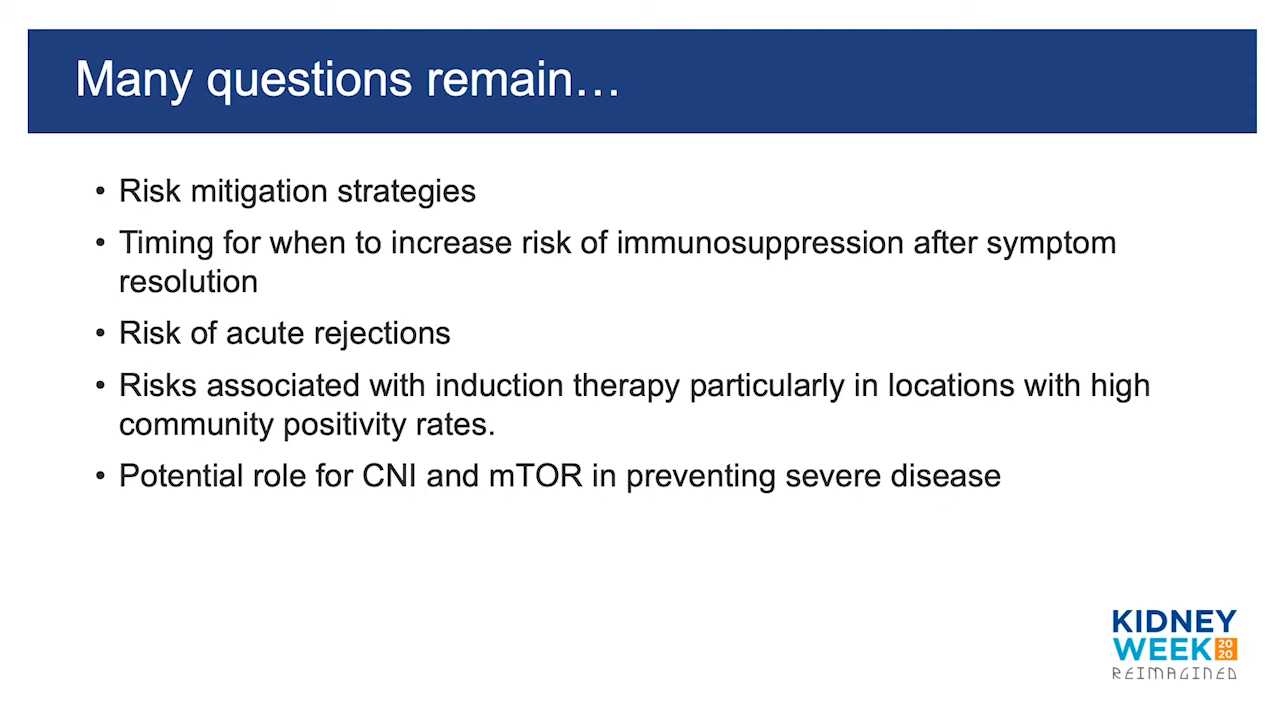 Many questions remain…
• Risk mitigation strategies
• Timing for when to increase risk of immunosuppression after symptom
resolution
• Risk of acute rejections
• Risks associated with induction therapy particularly in locations with high
community positivity rates.
• Potential role for CNI and mTOR in preventing severe disease
KIDNEY
WEEK 20
20
REIMAGINED